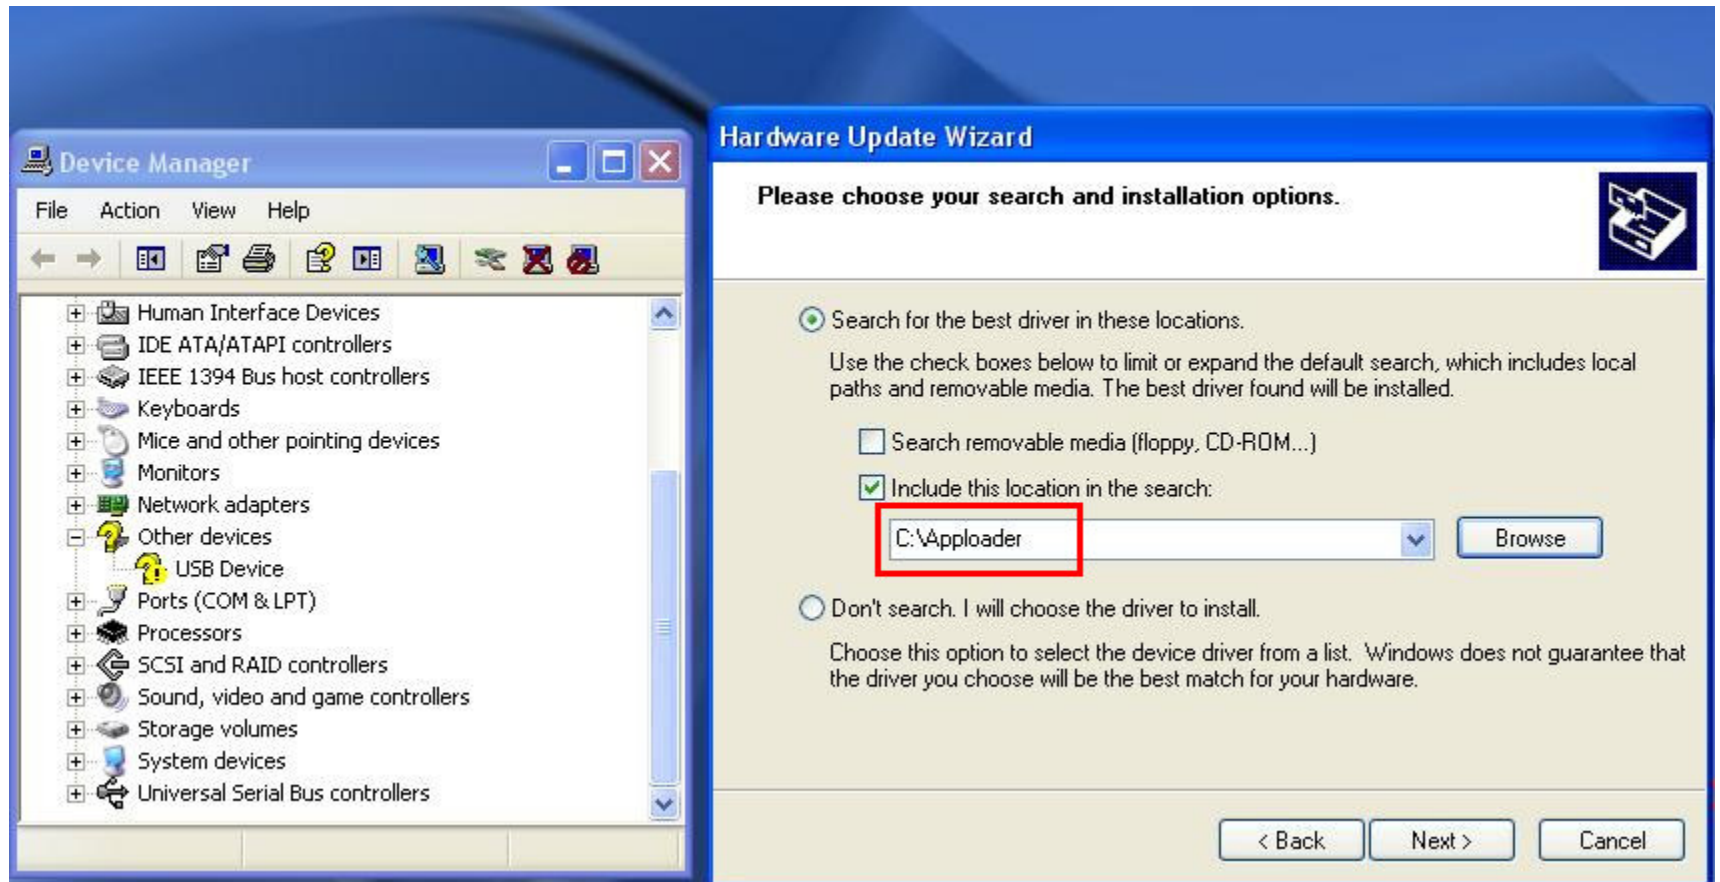 Device Manager
File Action View Help
Human Interface Devices
IDE ATA/ATAPI controllers
IEEE 1394 Bus host controllers
Keyboards
Mice and other pointing devices
Monitors
Network adapters
Other devices
USB Device
Ports (COM & LPT)
Processors
SCSI and RAID controllers
Sound, video and game controllers
Storage volumes
System devices
Universal Serial Bus controllers
Hardware Update Wizard
Please choose your search and installation options.
Search for the best driver in these locations.
Use the check boxes below to limit or expand the default search, which includes local
paths and removable media. The best driver found will be installed.
Search removable media (floppy, CD-ROM...)
Include this location in the search:
C:\Apploader
Browse
Don't search. I will choose the driver to install.
Choose this option to select the device driver from a list. Windows does not guarantee that
the driver you choose will be the best match for your hardware.
< Back Next > Cancel